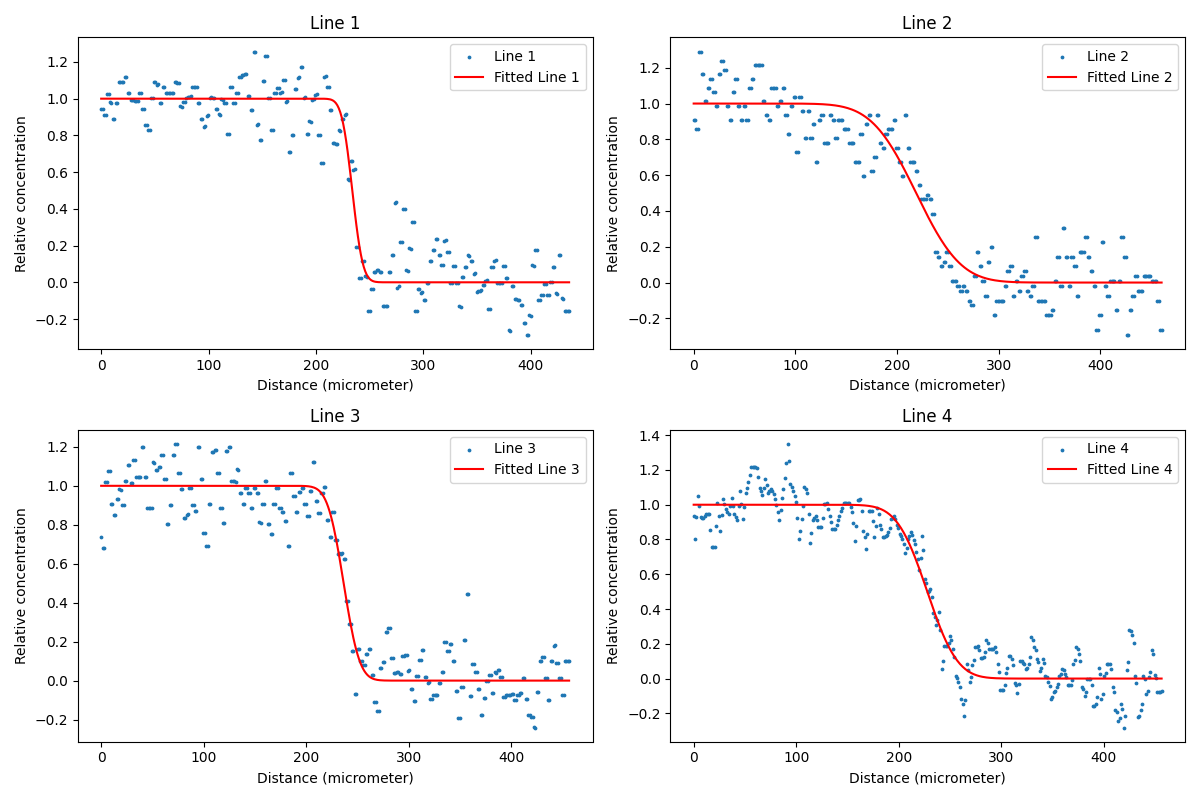 Line 1
Relative concentration
1.2
1.0
0.8
0.6
0.4
0.2
0.0
−0.2
Line 1
Fitted Line 1
0 100 200 300 400
Distance (micrometer)
Line 2
Relative concentration
1.2
1.0
0.8
0.6
0.4
0.2
0.0
−0.2
Line 2
Fitted Line 2
0 100 200 300 400
Distance (micrometer)
Line 3
Relative concentration
1.2
1.0
0.8
0.6
0.4
0.2
0.0
−0.2
Line 3
Fitted Line 3
0 100 200 300 400
Distance (micrometer)
Line 4
Relative concentration
1.4
1.2
1.0
0.8
0.6
0.4
0.2
0.0
−0.2
Line 4
Fitted Line 4
0 100 200 300 400
Distance (micrometer)